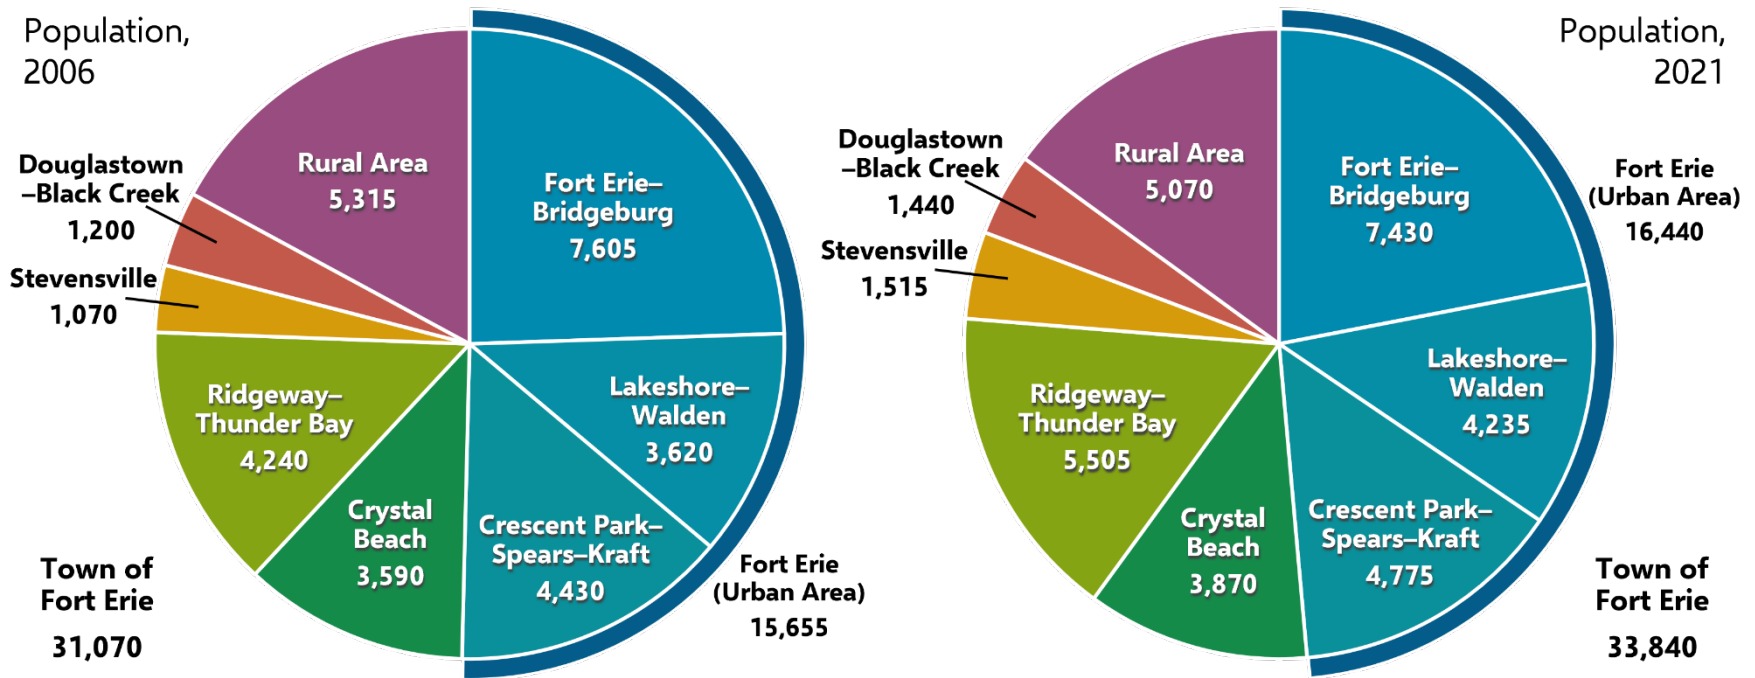 Population,
2006
Rural Area
5,315
Fort Erie–
Bridgeburg
7,605
Douglastown
–Black Creek
1,200
Stevensville
1,070
Lakeshore–
Walden
3,620
Ridgeway–
Thunder Bay
4,240
Crystal
Beach
3,590
Crescent Park–
Spears–Kraft
4,430
Fort Erie
(Urban Area)
15,655
Town of
Fort Erie
31,070
Population,
2021
Rural Area
5,070
Fort Erie–
Bridgeburg
7,430
Fort Erie
(Urban Area)
16,440
Douglastown
–Black Creek
1,440
Stevensville
1,515
Lakeshore–
Walden
4,235
Ridgeway–
Thunder Bay
5,505
Crystal
Beach
3,870
Crescent Park–
Spears–Kraft
4,775
Town of
Fort Erie
33,840